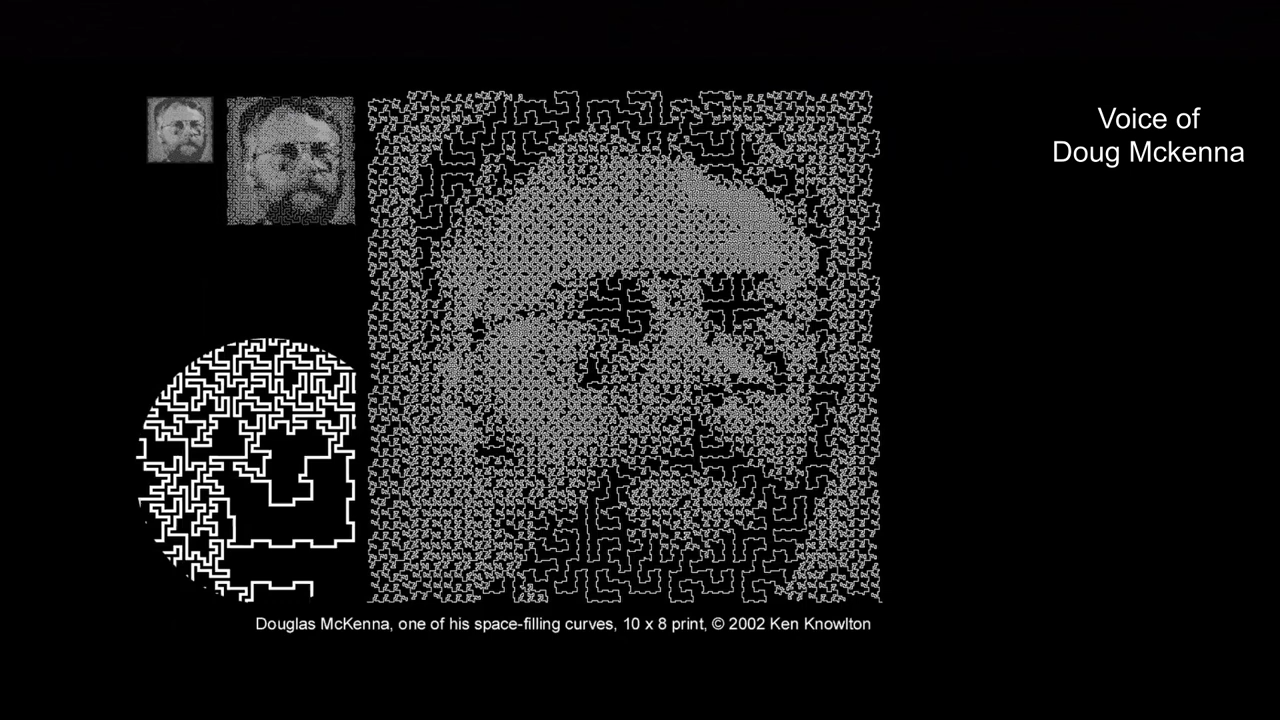 Voice of
Doug Mckenna
Douglas McKenna, one of his space-filling curves, 10 x 8 print, © 2002 Ken Knowlton